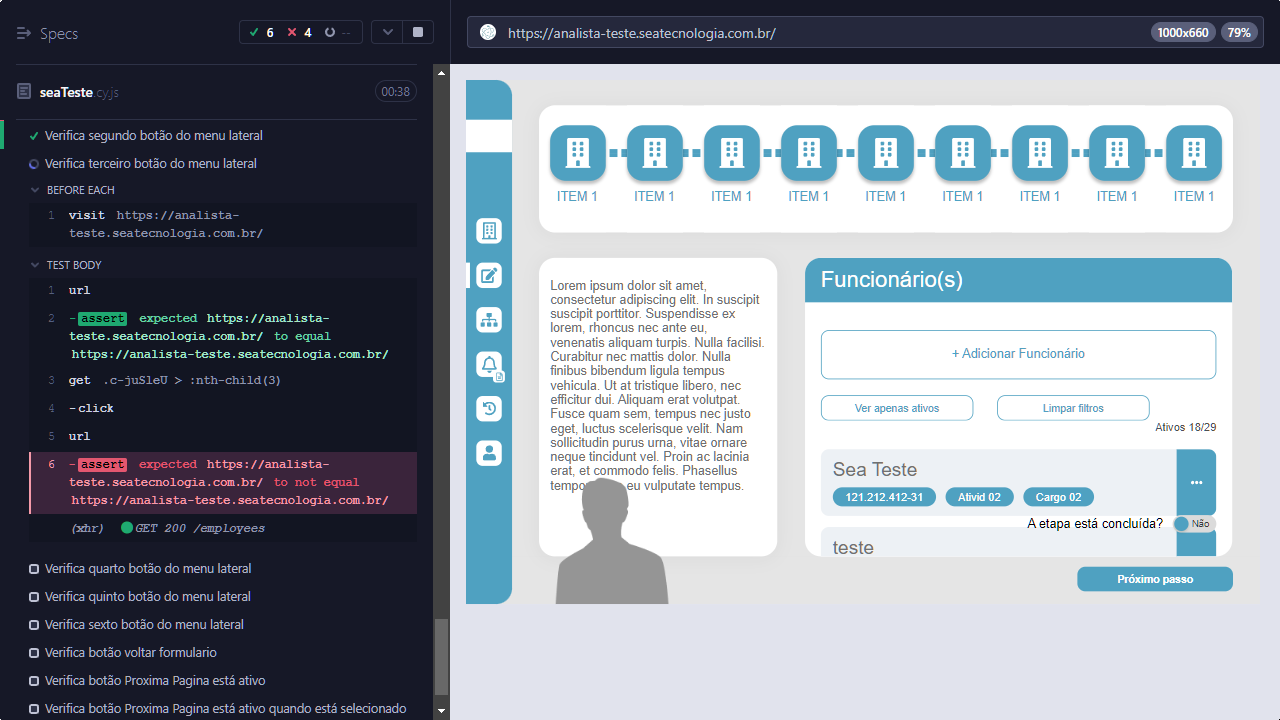 Specs
6 4 --
seaTeste.cy.js
00:38
Verifica segundo botão do menu lateral
Verifica terceiro botão do menu lateral
BEFORE EACH
1 visit https://analista-
teste.seatecnologia.com.br/
TEST BODY
1 url
2 -assert expected https://analista-
teste.seatecnologia.com.br/ to equal
https://analista-teste.seatecnologia.com.br/
3 get .c-juSleU > :nth-child(3)
4 -click
5 url
6 -assert expected https://analista-
teste.seatecnologia.com.br/ to not equal
https://analista-teste.seatecnologia.com.br/
(xhr) GET 200 /employees
Verifica quarto botão do menu lateral
Verifica quinto botão do menu lateral
Verifica sexto botão do menu lateral
Verifica botão voltar formulario
Verifica botão Proxima Pagina está ativo
Verifica botão Proxima Pagina está ativo quando está selecionado
https://analista-teste.seatecnologia.com.br/
1000x660
79%
ITEM 1 ITEM 1 ITEM 1 ITEM 1 ITEM 1 ITEM 1 ITEM 1 ITEM 1 ITEM 1
Lorem ipsum dolor sit amet,
consectetur adipiscing elit. In suscipit
suscipit porttitor. Suspendisse ex
lorem, rhoncus nec ante eu,
venenatis aliquam turpis. Nulla facilisi.
Curabitur nec mattis dolor. Nulla
finibus bibendum ligula tempus
vehicula. Ut at tristique libero, nec
efficitur dui. Aliquam erat volutpat.
Fusce quam sem, tempus nec justo
eget, luctus scelerisque velit. Nam
sollicitudin purus urna, vitae ornare
neque tincidunt vel. Proin ac lacinia
erat, et commodo felis. Phasellus
tempo eu vulputate tempus.
Funcionário(s)
+ Adicionar Funcionário
Ver apenas ativos
Limpar filtros
Ativos 18/29
Sea Teste
121.212.412-31 Ativid 02 Cargo 02
...
A etapa está concluída? Não
teste
Próximo passo